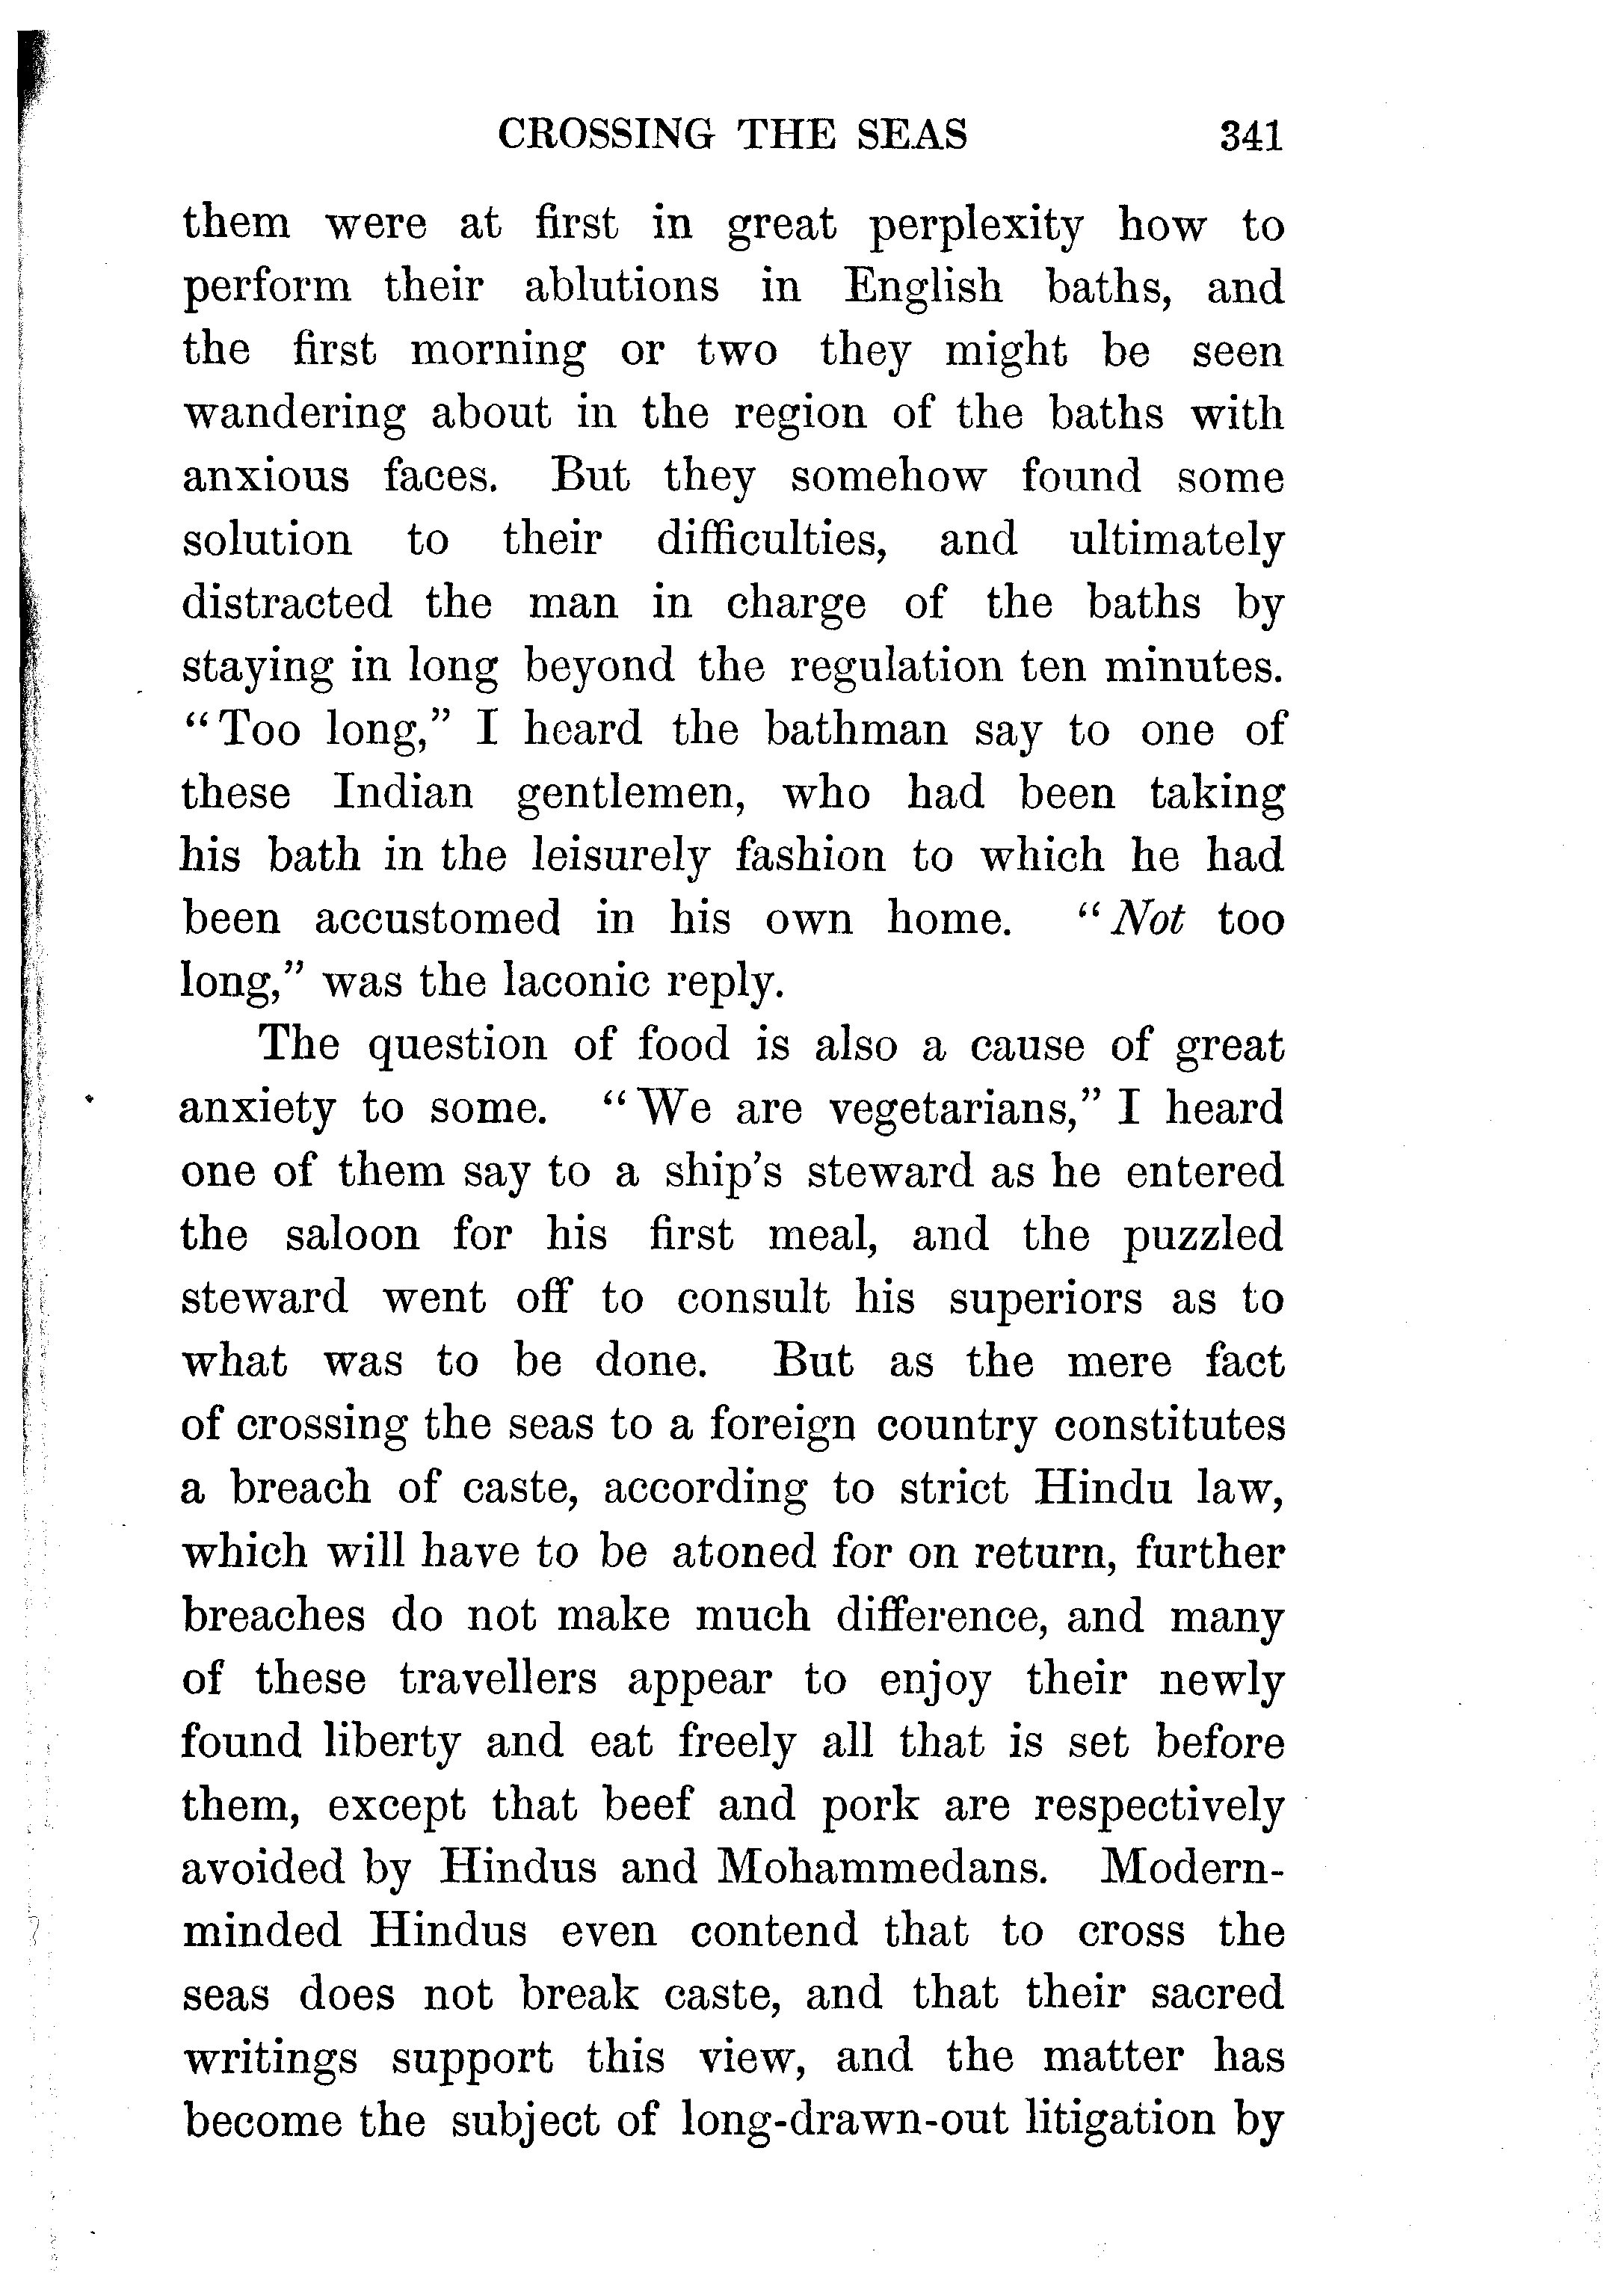 CROSSING THE SEAS 341
them were at first in great perplexity how to
perform their ablutions in English baths, and
the first morning or two they might be seen
wandering about in the region of the baths with
anxious faces. But they somehow found some
solution to their difficulties, and ultimately
distracted the man in charge of the baths by
staying in long beyond the regulation ten minutes.
“Too long,” I heard the bathman say to one of
these Indian gentlemen, who had been taking
his bath in the leisurely fashion to which he had
been accustomed in his own home. “Not too
long,” was the laconic reply.
The question of food is also a cause of great
anxiety to some. “We are vegetarians,” I heard
one of them say to a ship's steward as he entered
the saloon for his first meal, and the puzzled
steward went off to consult his superiors as to
what was to be done. But as the mere fact
of crossing the seas to a foreign country constitutes
a breach of caste, according to strict Hindu law,
which will have to be atoned for on return, further
breaches do not make much difference, and many
of these travellers appear to enjoy their newly
found liberty and eat freely all that is set before
them, except that beef and pork are respectively
avoided by Hindus and Mohammedans. Modern-
minded Hindus even contend that to cross the
seas does not break caste, and that their sacred
writings support this view, and the matter has
become the subject of long-drawn-out litigation by